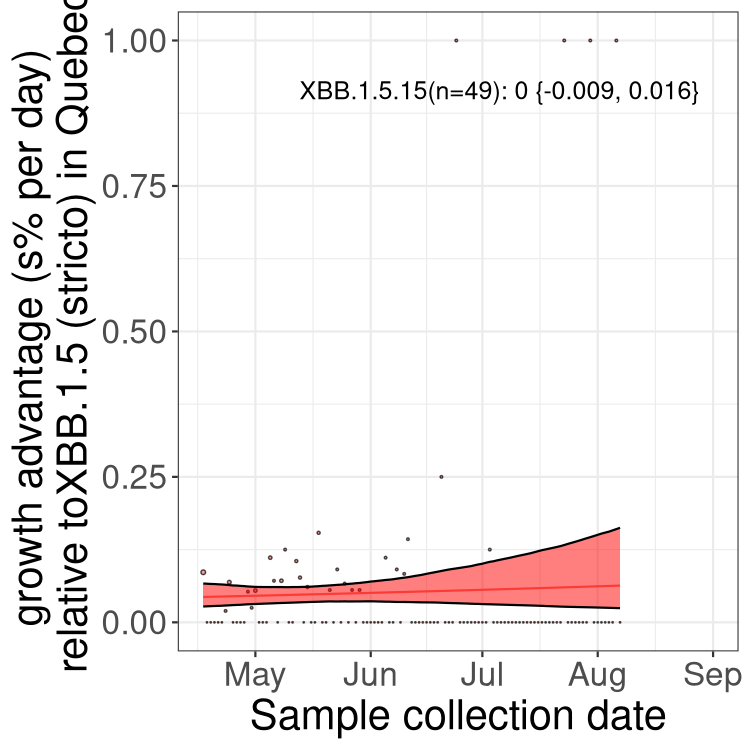 growth advantage (s% per day)
relative toXBB.1.5 (stricto) in Quebec
1.00
XBB.1.5.15(n=49): 0 {-0.009, 0.016}
0.75
0.50
0.25
0.00
May Jun Jul Aug Sep
Sample collection date